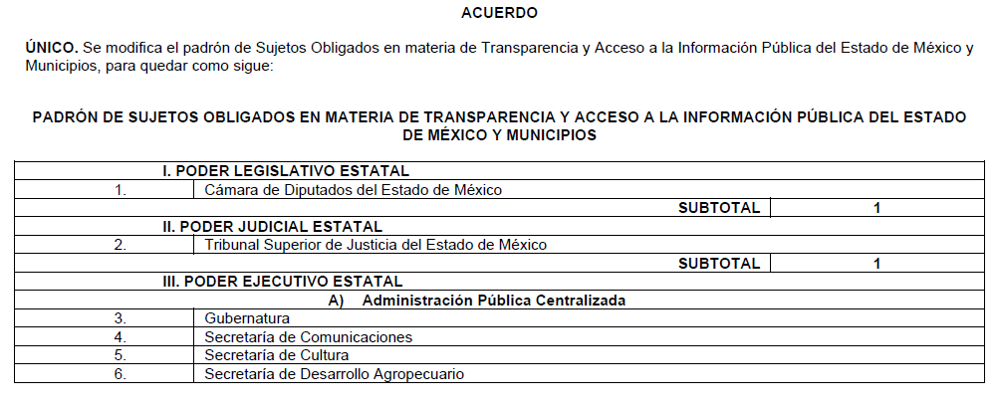 ACUERDO
ÚNICO. Se modifica el padrón de Sujetos Obligados en materia de Transparencia y Acceso a la Información Pública del Estado de México y
Municipios, para quedar como sigue:
PADRÓN DE SUJETOS OBLIGADOS EN MATERIA DE TRANSPARENCIA Y ACCESO A LA INFORMACIÓN PÚBLICA DEL ESTADO
DE MÉXICO Y MUNICIPIOS
I. PODER LEGISLATIVO ESTATAL
1. Cámara de Diputados del Estado de México
SUBTOTAL 1
II. PODER JUDICIAL ESTATAL
2. Tribunal Superior de Justicia del Estado de México
SUBTOTAL 1
III. PODER EJECUTIVO ESTATAL
A) Administración Pública Centralizada
3. Gubernatura
4. Secretaría de Comunicaciones
5. Secretaría de Cultura
6. Secretaría de Desarrollo Agropecuario